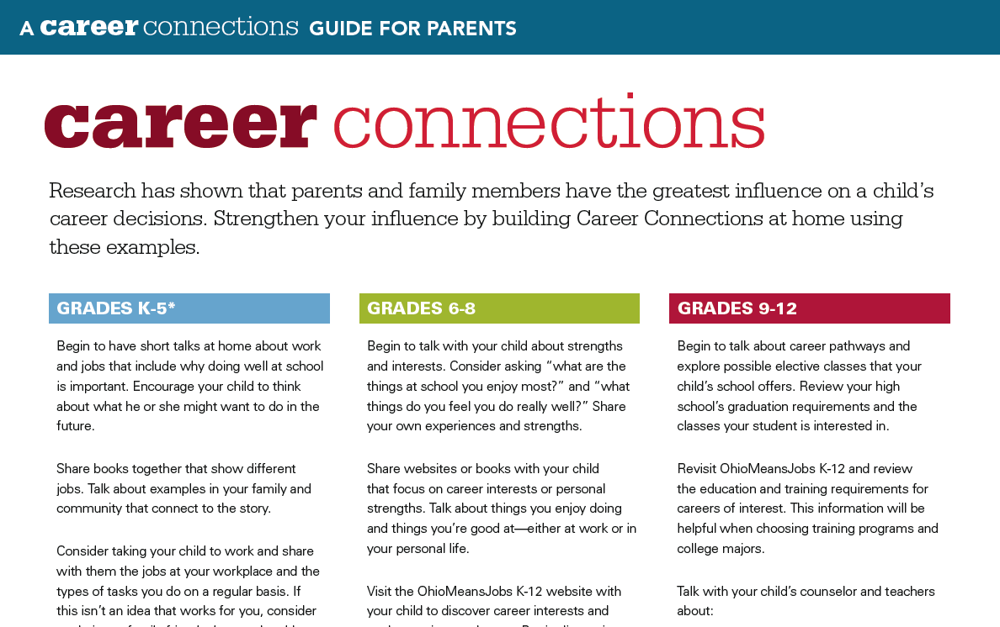 A career connections GUIDE FOR PARENTS
career connections
Research has shown that parents and family members have the greatest influence on a child’s
career decisions. Strengthen your influence by building Career Connections at home using
these examples.
GRADES K-5*
Begin to have short talks at home about work
and jobs that include why doing well at school
is important. Encourage your child to think
about what he or she might want to do in the
future.
Share books together that show different
jobs. Talk about examples in your family and
community that connect to the story.
Consider taking your child to work and share
with them the jobs at your workplace and the
types of tasks you do on a regular basis. If
this isn’t an idea that works for you, consider
GRADES 6-8
Begin to talk with your child about strengths
and interests. Consider asking “what are the
things at school you enjoy most?” and “what
things do you feel you do really well?” Share
your own experiences and strengths.
Share websites or books with your child
that focus on career interests or personal
strengths. Talk about things you enjoy doing
and things you’re good at—either at work or in
your personal life.
Visit the OhioMeansJobs K-12 website with
your child to discover career interests and
GRADES 9-12
Begin to talk about career pathways and
explore possible elective classes that your
child’s school offers. Review your high
school’s graduation requirements and the
classes your student is interested in.
Revisit OhioMeansJobs K-12 and review
the education and training requirements for
careers of interest. This information will be
helpful when choosing training programs and
college majors.
Talk with your child’s counselor and teachers
about: